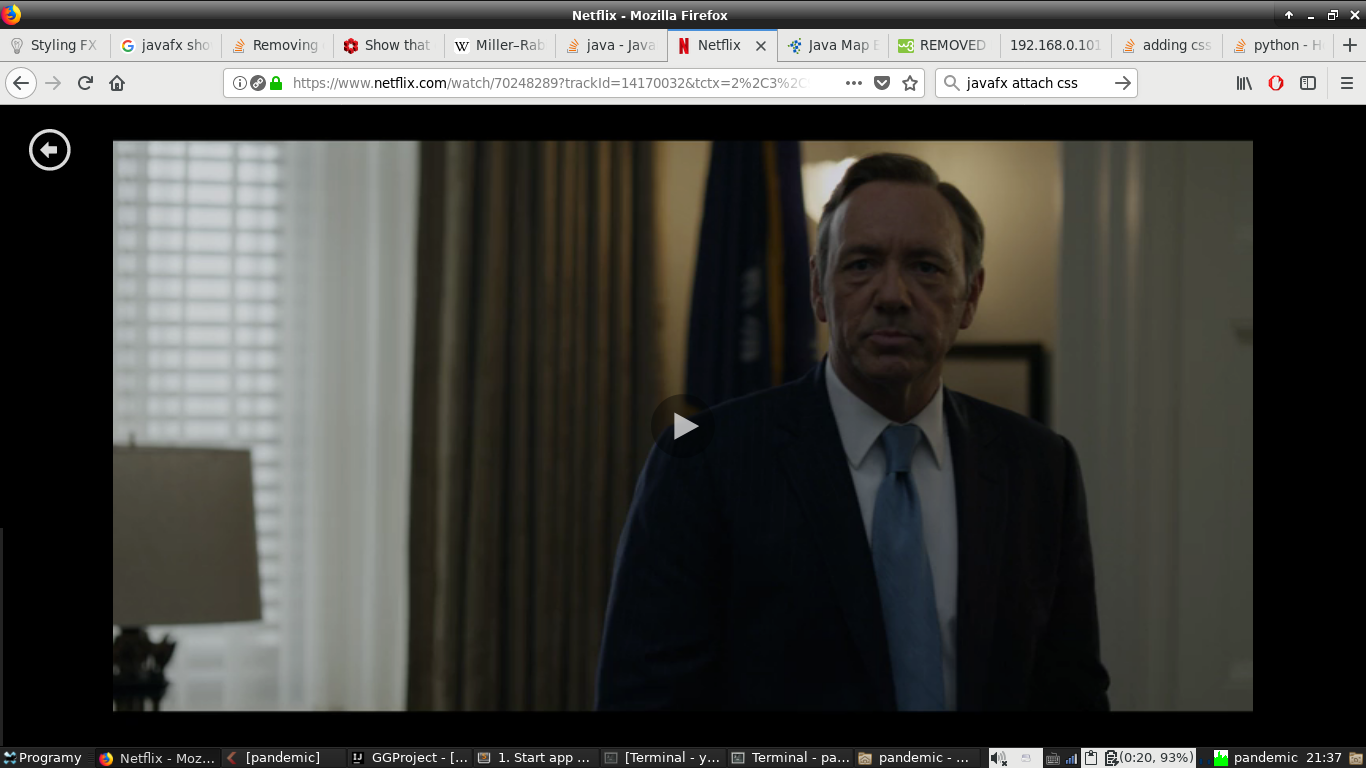 Netflix - Mozilla Firefox
Styling FX
javafx sho
Removing
Show that
Miller–Rab
java - Java
Netflix
Java Map E
REMOVED
192.168.0.101
adding css
python - H
https://www.netflix.com/watch/70248289?trackId=14170032&tctx=2%2C3%2C
javafx attach css
Programy
Netflix - Moz...
[pandemic]
GGProject - [...
1. Start app ...
[Terminal - y...
Terminal - pa...
pandemic - ...
(0:20, 93%)
pandemic
21:37